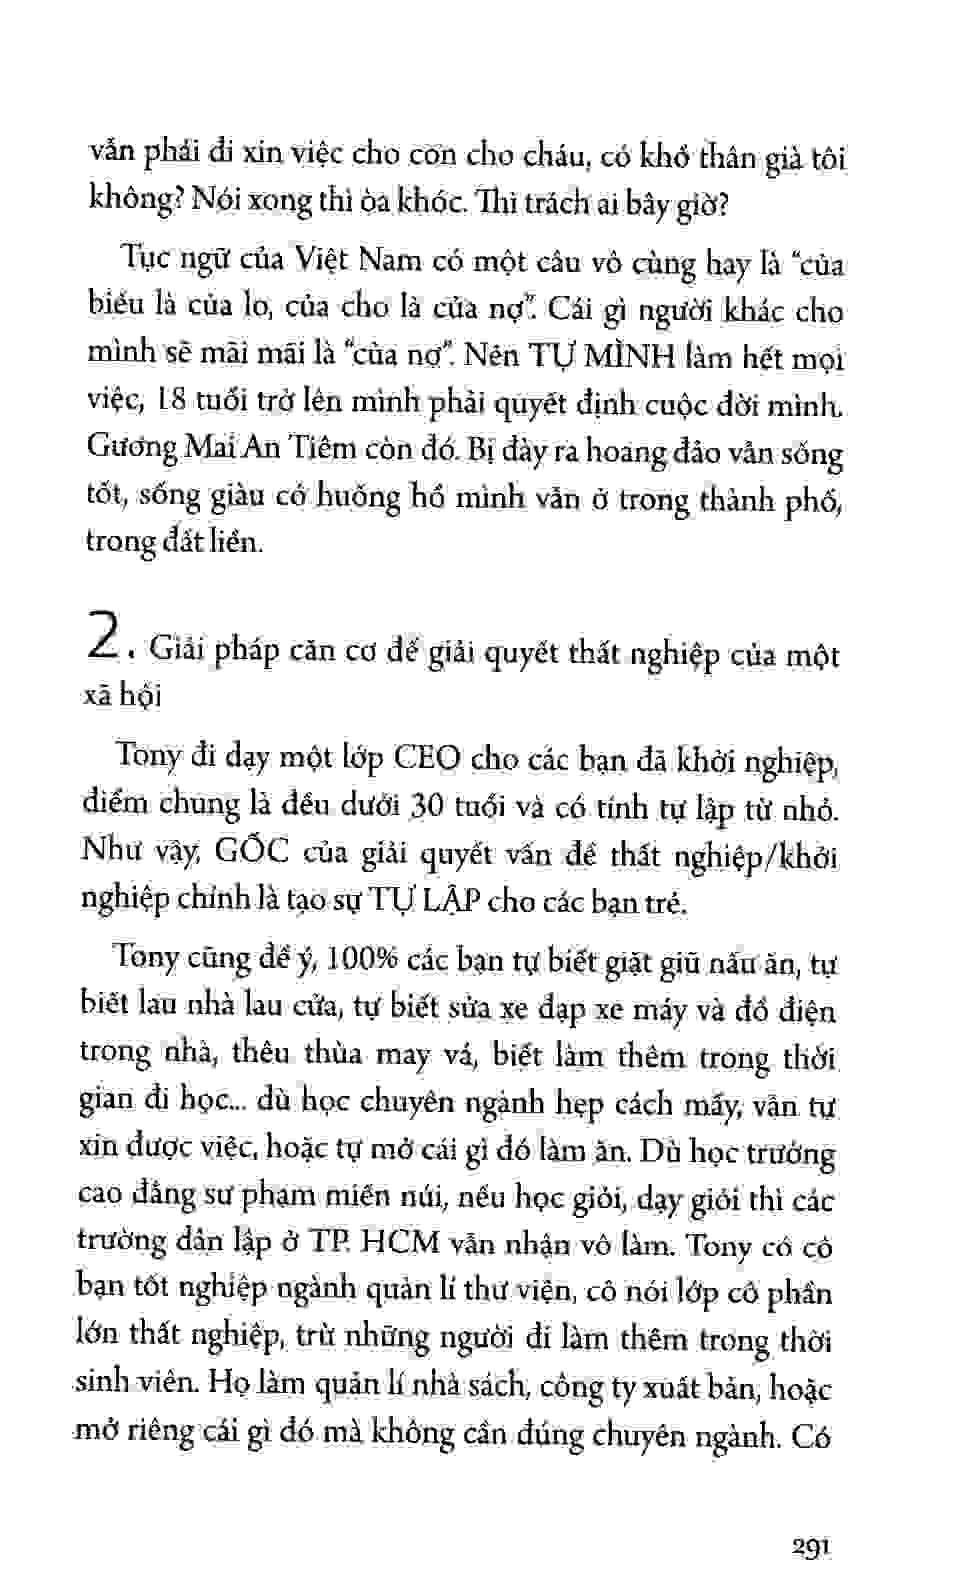 vẫn phải đi xin việc cho con cho cháu, có khổ thân già tôi
không? Nói xong thì òa khóc. Thì trách ai bây giờ?
Tục ngữ của Việt Nam có một câu vô cùng hay là “của
biếu là của lo, của cho là của nợ”. Cái gì người khác cho
mình sẽ mãi mãi là “của nợ”. Nên TỰ MÌNH làm hết mọi
việc, 18 tuổi trở lên mình phải quyết định cuộc đời mình.
Gương Mai An Tiêm còn đó. Bị đày ra hoang đảo vẫn sống
tốt, sống giàu có huống hồ mình vẫn ở trong thành phố,
trong đất liền.
2. Giải pháp căn cơ để giải quyết thất nghiệp của một
xã hội
Tony đi dạy một lớp CEO cho các bạn đã khởi nghiệp,
điểm chung là đều dưới 30 tuổi và có tính tự lập từ nhỏ.
Như vậy, GỐC của giải quyết vấn đề thất nghiệp/khởi
nghiệp chính là tạo sự TỰ LẬP cho các bạn trẻ.
Tony cũng để ý, 100% các bạn tự biết giặt giũ nấu ăn, tự
biết lau nhà lau cửa, tự biết sửa xe đạp xe máy và đồ điện
trong nhà, thêu thùa may vá, biết làm thêm trong thời
gian đi học... dù học chuyên ngành hẹp cách mấy, vẫn tự
xin được việc, hoặc tự mở cái gì đó làm ăn. Dù học trường
cao đẳng sư phạm miền núi, nếu học giỏi, dạy giỏi thì các
trường dân lập ở TP. HCM vẫn nhận vô làm. Tony có cô
bạn tốt nghiệp ngành quản lí thư viện, cô nói lớp cô phần
lớn thất nghiệp, trừ những người đi làm thêm trong thời
sinh viên. Họ làm quản lí nhà sách, công ty xuất bản, hoặc
mở riêng cái gì đó mà không cần đúng chuyên ngành. Có
291